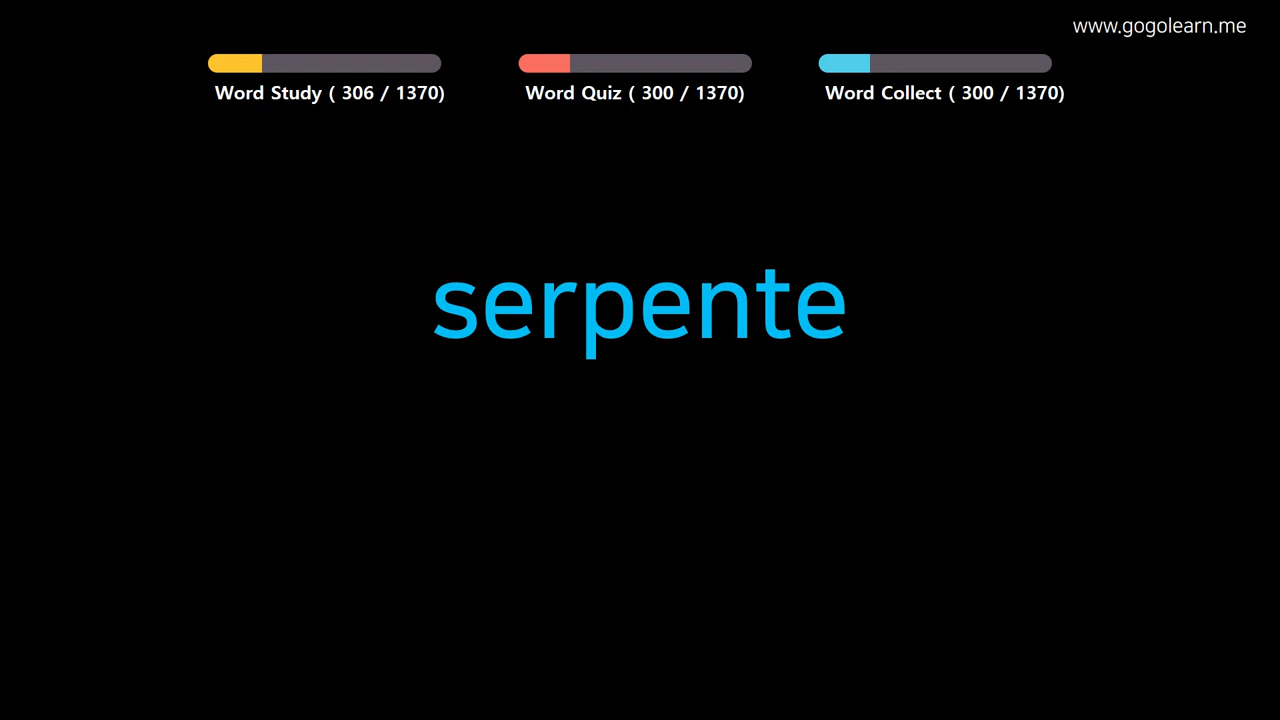 www.gogolearn.me
Word Study ( 306 / 1370)
Word Quiz ( 300 / 1370)
Word Collect ( 300 / 1370)
serpente